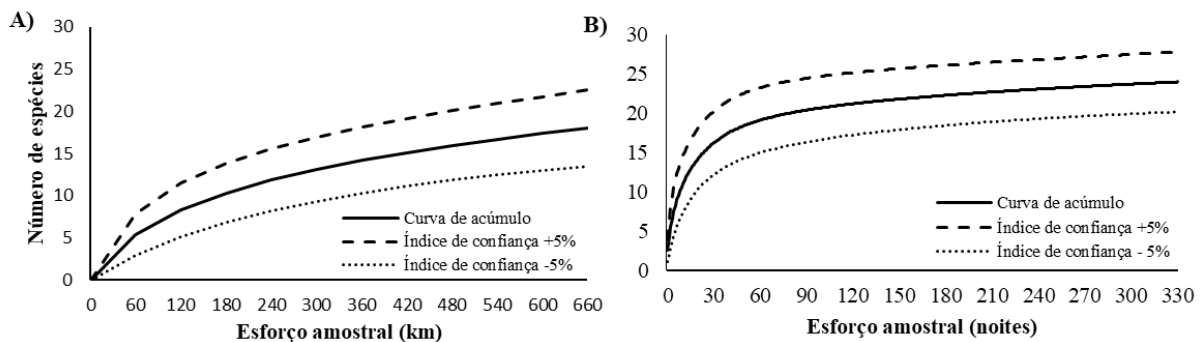 A)
Número de espécies
30
25
20
15
10
5
0
Curva de acúmulo
Índice de confiança +5%
Índice de confiança -5%
0 60 120 180 240 300 360 420 480 540 600 660
Esforço amostral (km)
B)
30
25
20
15
10
5
0
Curva de acúmulo
Índice de confiança +5%
Índice de confiança - 5%
0 30 60 90 120 150 180 210 240 270 300 330
Esforço amostral (noites)